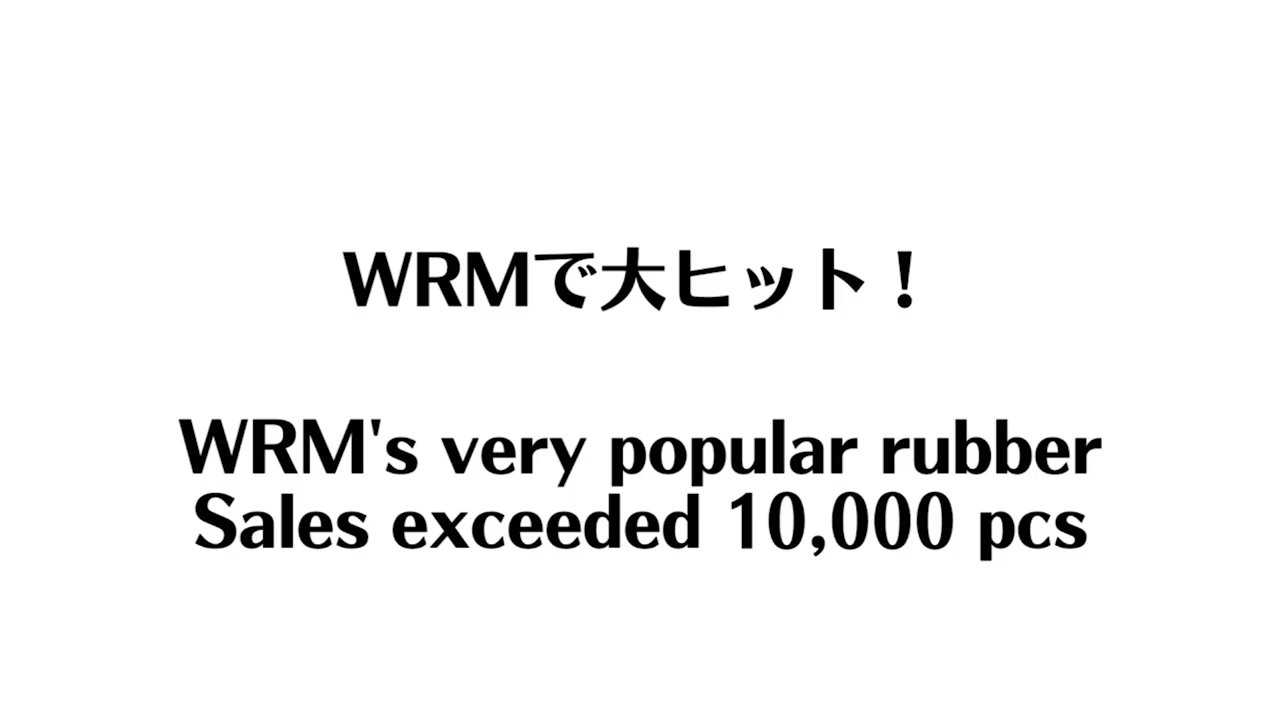 WRMで大ヒット！
WRM's very popular rubber
Sales exceeded 10,000 pcs